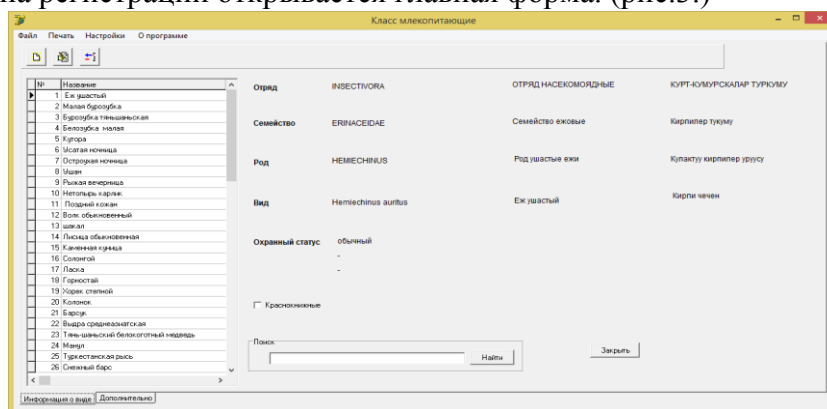 на регистрации открывается главная форма. (рис.3.)
Класс млекопитающие
Файл Печать Настройки О программе
№ Название
1 Еж ушастый
2 Малая бурозубка
3 Бурозубка тяньшаньская
4 Белозубка малая
5 Кутора
6 Усатая ночница
7 Остроухая ночница
8 Ушан
9 Рыжая вечерница
10 Нетопырь карлик.
11 Поздний кожан
12 Волк обыкновенный
13 шакал
14 Лисица обыкновенная
15 Каменная куница
16 Солонгой
17 Ласка
18 Горностай
19 Хорек степной
20 Колонок
21 Барсук
22 Выдра среднеазиатская
23 Тянь-шаньский белокоготный медведь
24 Манул
25 Туркестанская рысь
26 Снежный барс
Отряд INSECTIVORA ОТРЯД НАСЕКОМОЯДНЫЕ КУРТ-КУМУРСКАЛАР ТУРКУМУ
Семейство ERINACEIDAE Семейство ежовые Кирпилер тукуму
Род HEMIECHINUS Род ушастые ежи Кулактуу кирпилер уруусу
Вид Hemiechinus auritus Еж ушастый Кирпи чечен
Охранный статус обычный
-
-
Краснокнижные
Поиск
Найти
Закрыть
Информация о виде Дополнительно